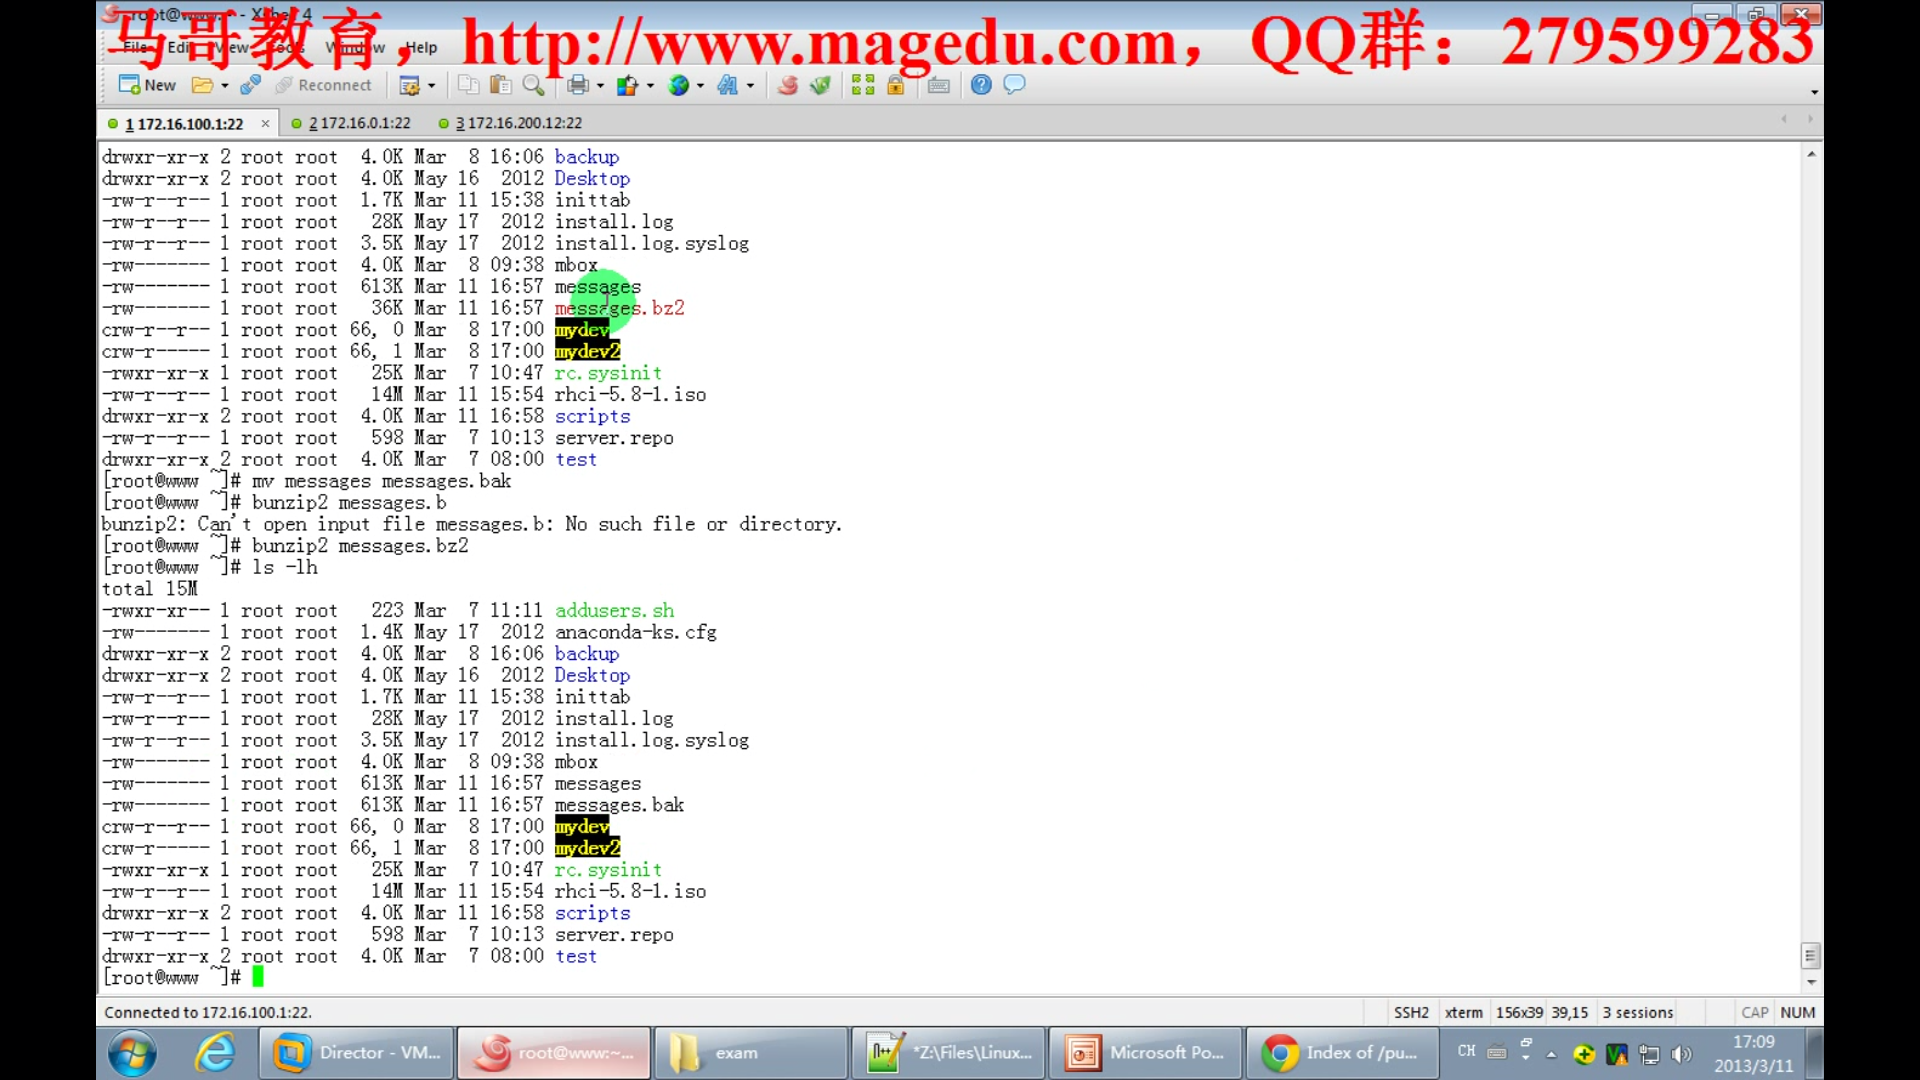 root@www:~ - Xshell 4
马哥教育，http://www.magedu.com，QQ群：279599283
File Edit View Tools Window Help
New Reconnect
1 172.16.100.1:22 2 172.16.0.1:22 3 172.16.200.12:22
drwxr-xr-x 2 root root 4.0K Mar 8 16:06 backup
drwxr-xr-x 2 root root 4.0K May 16 2012 Desktop
-rw-r--r-- 1 root root 1.7K Mar 11 15:38 inittab
-rw-r--r-- 1 root root 28K May 17 2012 install.log
-rw-r--r-- 1 root root 3.5K May 17 2012 install.log.syslog
-rw------- 1 root root 4.0K Mar 8 09:38 mbox
-rw------- 1 root root 613K Mar 11 16:57 messages
-rw------- 1 root root 36K Mar 11 16:57 messages.bz2
crw-r--r-- 1 root root 66, 0 Mar 8 17:00 mydev
crw-r----- 1 root root 66, 1 Mar 8 17:00 mydev2
-rwxr-xr-x 1 root root 25K Mar 7 10:47 rc.sysinit
-rw-r--r-- 1 root root 14M Mar 11 15:54 rhci-5.8-1.iso
drwxr-xr-x 2 root root 4.0K Mar 11 16:58 scripts
-rw-r--r-- 1 root root 598 Mar 7 10:13 server.repo
drwxr-xr-x 2 root root 4.0K Mar 7 08:00 test
[root@www ~]# mv messages messages.bak
[root@www ~]# bunzip2 messages.b
bunzip2: Can't open input file messages.b: No such file or directory.
[root@www ~]# bunzip2 messages.bz2
[root@www ~]# ls -lh
total 15M
-rwxr-xr-- 1 root root 223 Mar 7 11:11 addusers.sh
-rw------- 1 root root 1.4K May 17 2012 anaconda-ks.cfg
drwxr-xr-x 2 root root 4.0K Mar 8 16:06 backup
drwxr-xr-x 2 root root 4.0K May 16 2012 Desktop
-rw-r--r-- 1 root root 1.7K Mar 11 15:38 inittab
-rw-r--r-- 1 root root 28K May 17 2012 install.log
-rw-r--r-- 1 root root 3.5K May 17 2012 install.log.syslog
-rw------- 1 root root 4.0K Mar 8 09:38 mbox
-rw------- 1 root root 613K Mar 11 16:57 messages
-rw------- 1 root root 613K Mar 11 16:57 messages.bak
crw-r--r-- 1 root root 66, 0 Mar 8 17:00 mydev
crw-r----- 1 root root 66, 1 Mar 8 17:00 mydev2
-rwxr-xr-x 1 root root 25K Mar 7 10:47 rc.sysinit
-rw-r--r-- 1 root root 14M Mar 11 15:54 rhci-5.8-1.iso
drwxr-xr-x 2 root root 4.0K Mar 11 16:58 scripts
-rw-r--r-- 1 root root 598 Mar 7 10:13 server.repo
drwxr-xr-x 2 root root 4.0K Mar 7 08:00 test
[root@www ~]#
Connected to 172.16.100.1:22. SSH2 xterm 156x39 39,15 3 sessions CAP NUM
Director - VM... root@www:~... exam *Z:\Files\Linux... Microsoft Po... Index of /pu... CH 17:09
2013/3/11